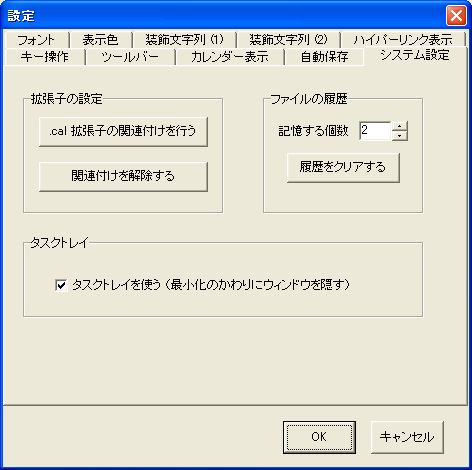 設定
フォント 表示色 装飾文字列(1) 装飾文字列(2) ハイパーリンク表示
キー操作 ツールバー カレンダー表示 自動保存 システム設定
拡張子の設定 ファイルの履歴
.cal 拡張子の関連付けを行う 記憶する個数 2
関連付けを解除する 履歴をクリアする
タスクトレイ
タスクトレイを使う(最小化のかわりにウィンドウを隠す)
OK キャンセル